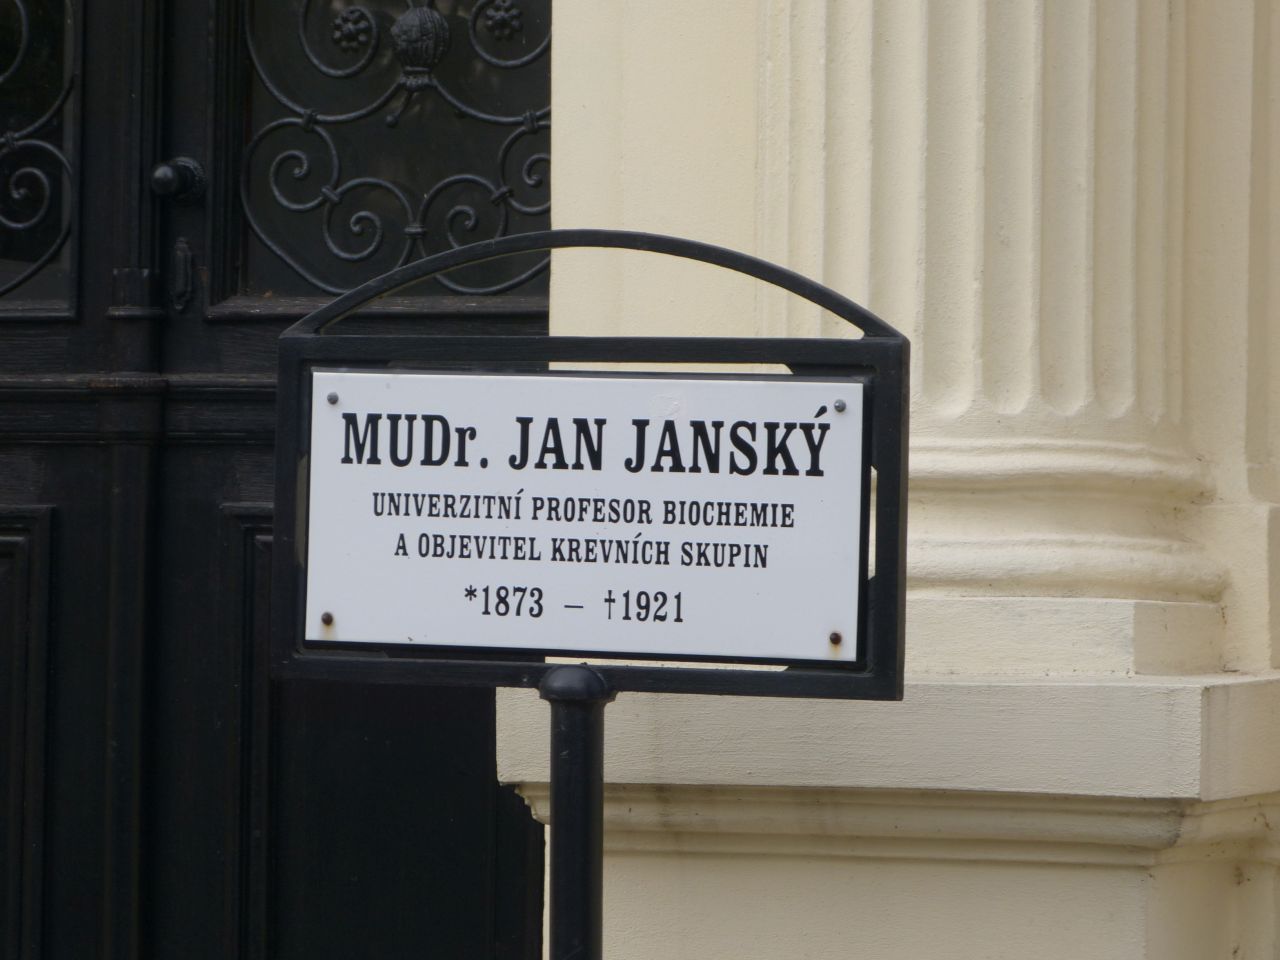 MUDr. JAN JANSKÝ
UNIVERZITNÍ PROFESOR BIOCHEMIE
A OBJEVITEL KREVNÍCH SKUPIN
*1873 – †1921